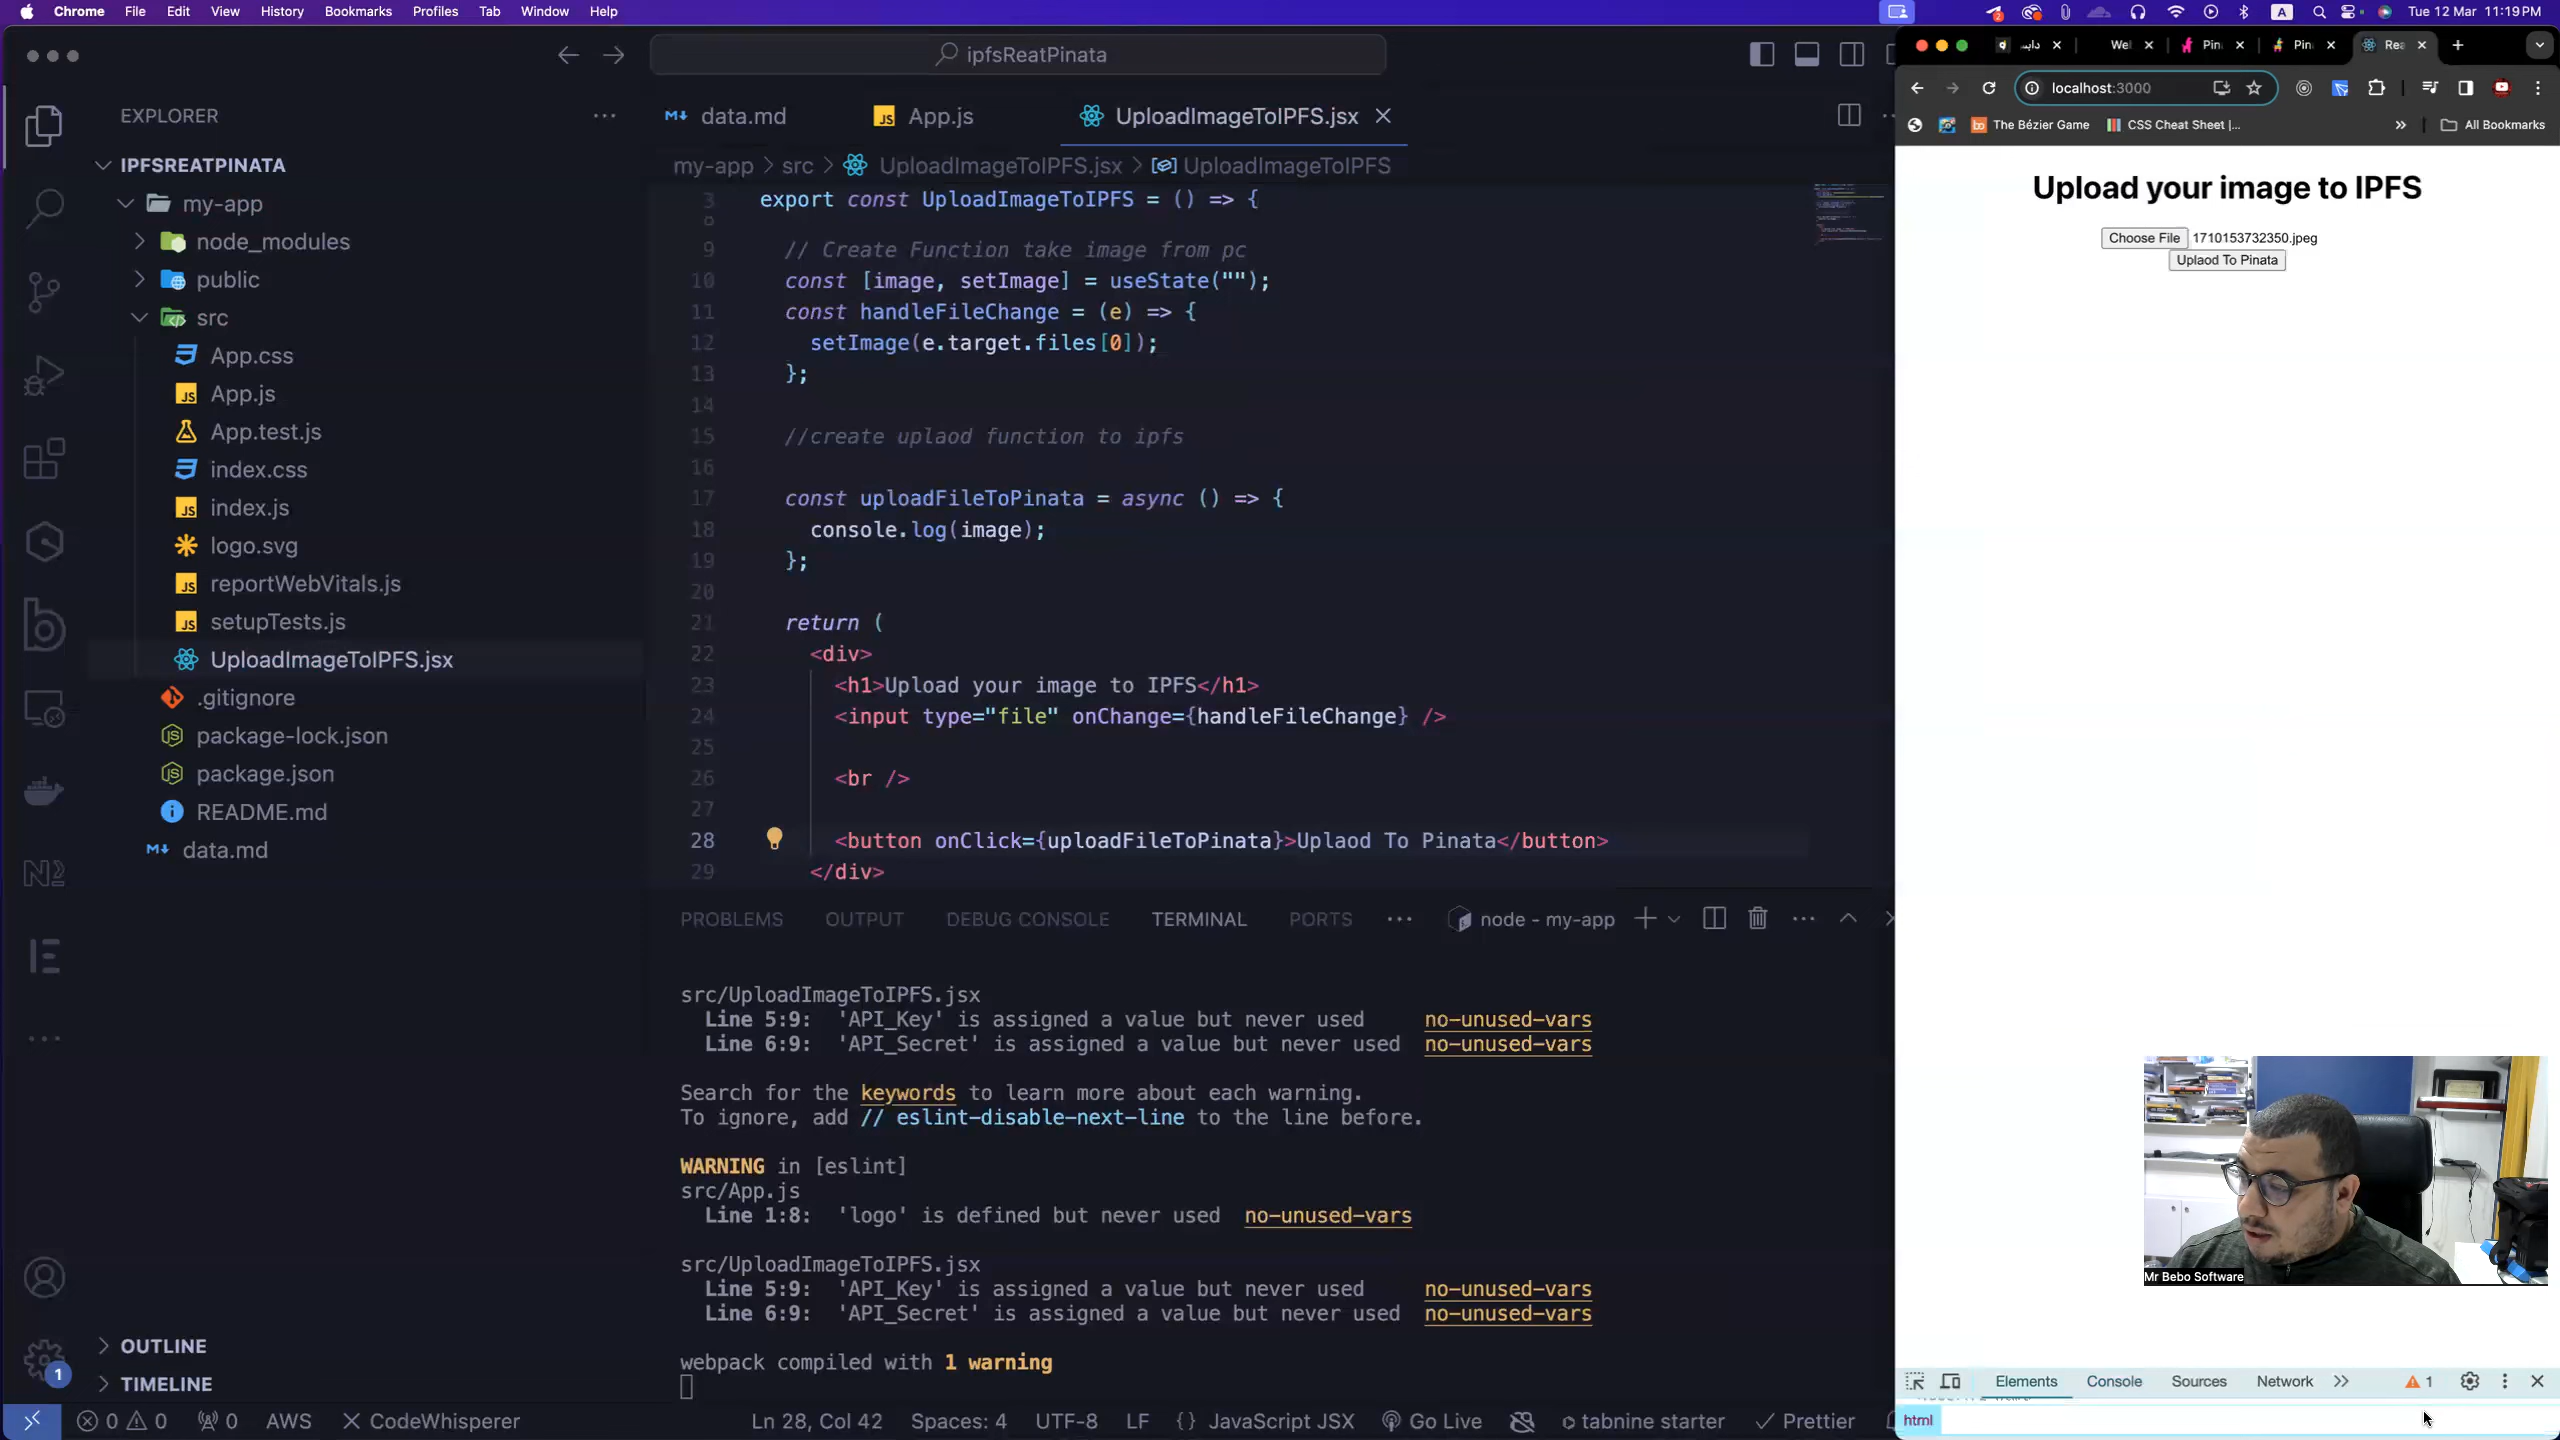 Chrome File Edit View History Bookmarks Profiles Tab Window Help
A Tue 12 Mar 11:19 PM
ipfsReatPinata
EXPLORER
IPFSREATPINATA
my-app
node_modules
public
src
App.css
App.js
App.test.js
index.css
index.js
logo.svg
reportWebVitals.js
setupTests.js
UploadImageToIPFS.jsx
.gitignore
package-lock.json
package.json
README.md
data.md
OUTLINE
TIMELINE
data.md App.js UploadImageToIPFS.jsx
my-app > src > UploadImageToIPFS.jsx > UploadImageToIPFS
3 export const UploadImageToIPFS = () => {
9 // Create Function take image from pc
10 const [image, setImage] = useState("");
11 const handleFileChange = (e) => {
12 setImage(e.target.files[0]);
13 };
14
15 //create uplaod function to ipfs
16
17 const uploadFileToPinata = async () => {
18 console.log(image);
19 };
20
21 return (
22 <div>
23 <h1>Upload your image to IPFS</h1>
24 <input type="file" onChange={handleFileChange} />
25
26 <br />
27
28 <button onClick={uploadFileToPinata}>Uplaod To Pinata</button>
29 </div>
PROBLEMS OUTPUT DEBUG CONSOLE TERMINAL PORTS node - my-app
src/UploadImageToIPFS.jsx
Line 5:9: 'API_Key' is assigned a value but never used no-unused-vars
Line 6:9: 'API_Secret' is assigned a value but never used no-unused-vars
Search for the keywords to learn more about each warning.
To ignore, add // eslint-disable-next-line to the line before.
WARNING in [eslint]
src/App.js
Line 1:8: 'logo' is defined but never used no-unused-vars
src/UploadImageToIPFS.jsx
Line 5:9: 'API_Key' is assigned a value but never used no-unused-vars
Line 6:9: 'API_Secret' is assigned a value but never used no-unused-vars
webpack compiled with 1 warning
1
0 0 0 AWS CodeWhisperer Ln 28, Col 42 Spaces: 4 UTF-8 LF {} JavaScript JSX Go Live tabnine starter Prettier
Wel Pin Pin Rea
localhost:3000
The Bézier Game CSS Cheat Sheet |... All Bookmarks
Upload your image to IPFS
Choose File 1710153732350.jpeg
Uplaod To Pinata
Mr Bebo Software
Elements Console Sources Network 1
html